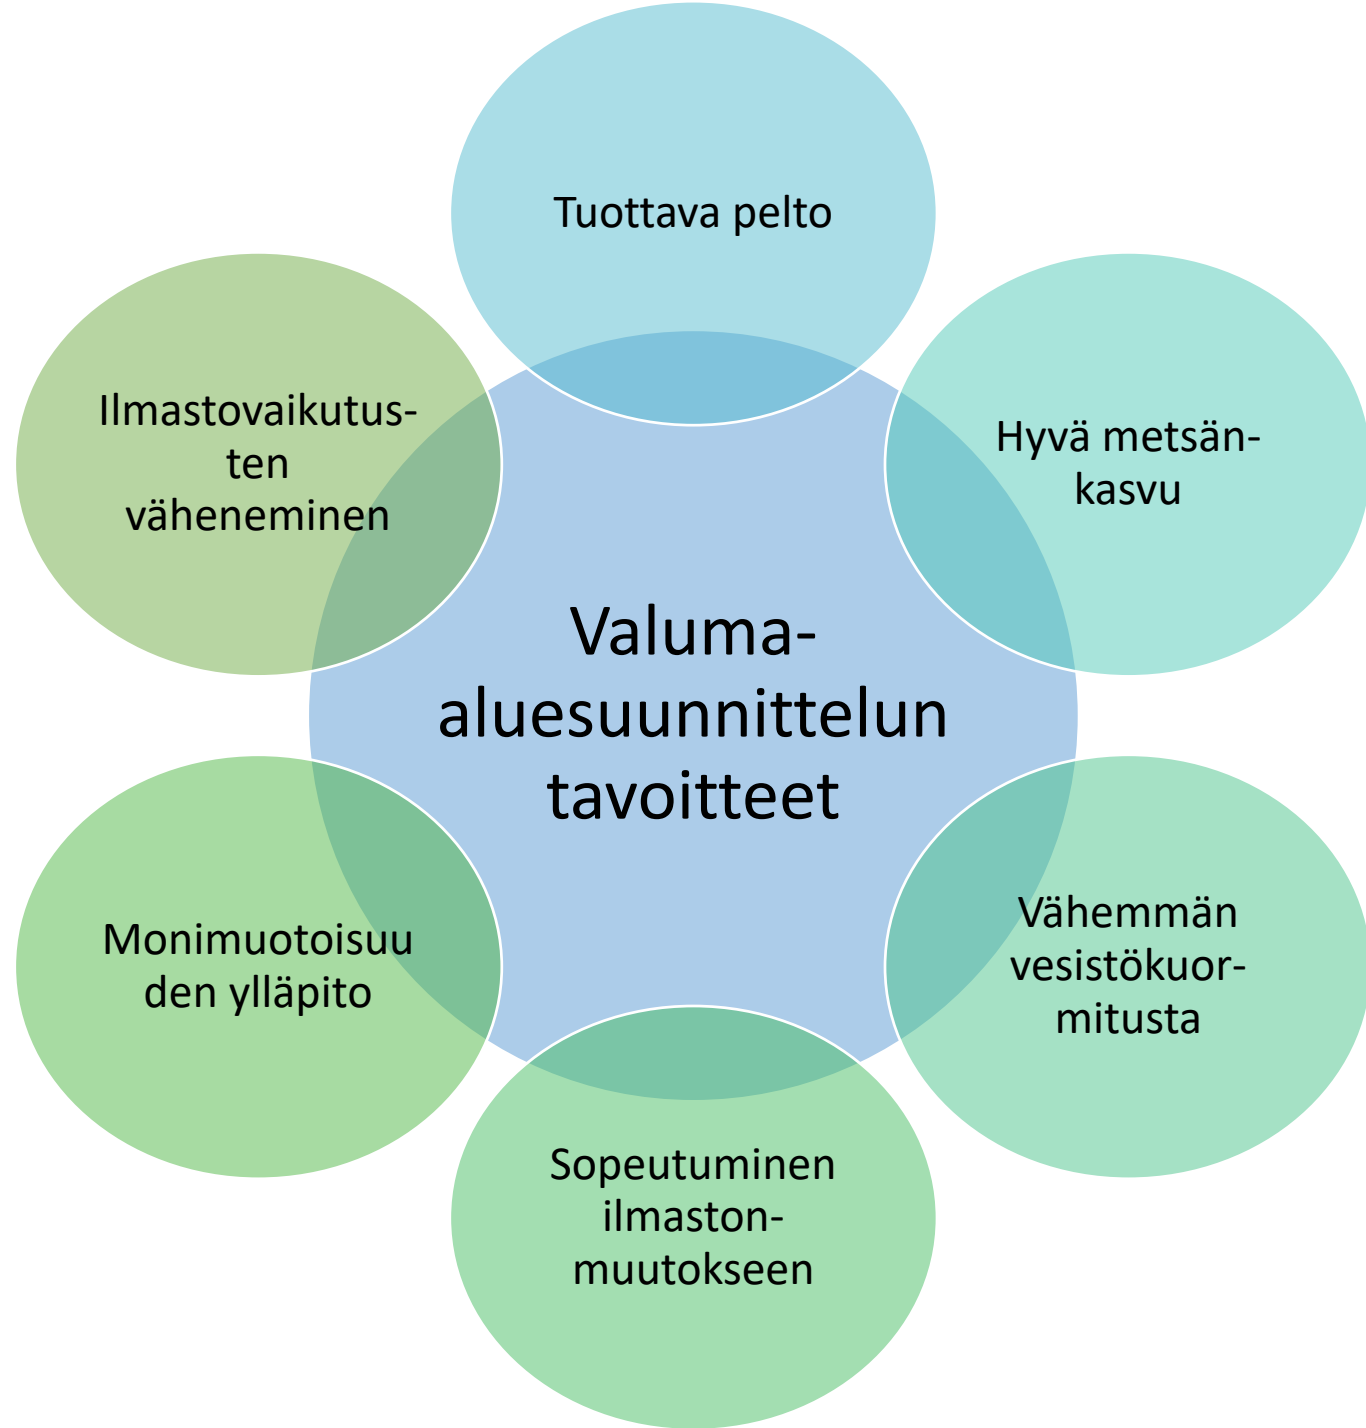 Tuottava pelto
Hyvä metsän-
kasvu
Vähemmän
vesistökuor-
mitusta
Sopeutuminen
ilmaston-
muutokseen
Monimuotoisuu
den ylläpito
Ilmastovaikutus-
ten
väheneminen
Valuma-
aluesuunnittelun
tavoitteet